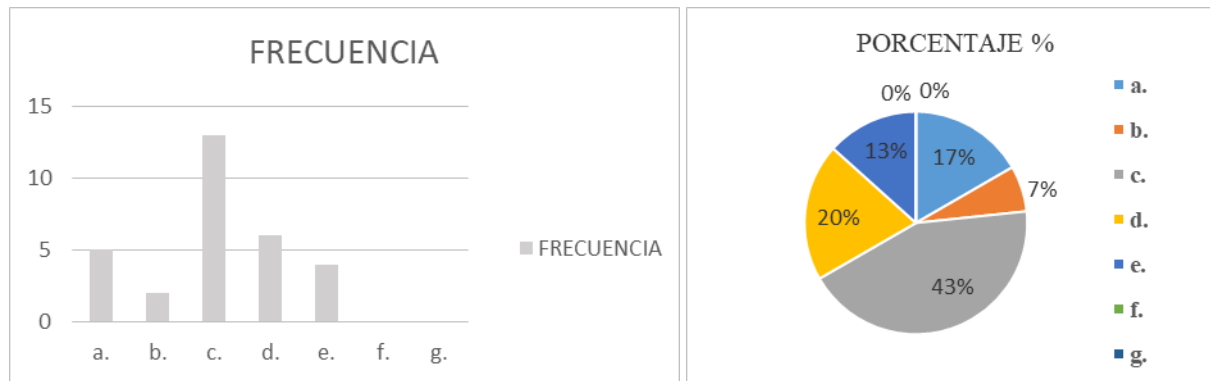 FRECUENCIA
15
10
5
0
a. b. c. d. e. f. g.
FRECUENCIA
PORCENTAJE %
0% 0%
13% 17%
7%
20%
43%
a.
b.
c.
d.
e.
f.
g.